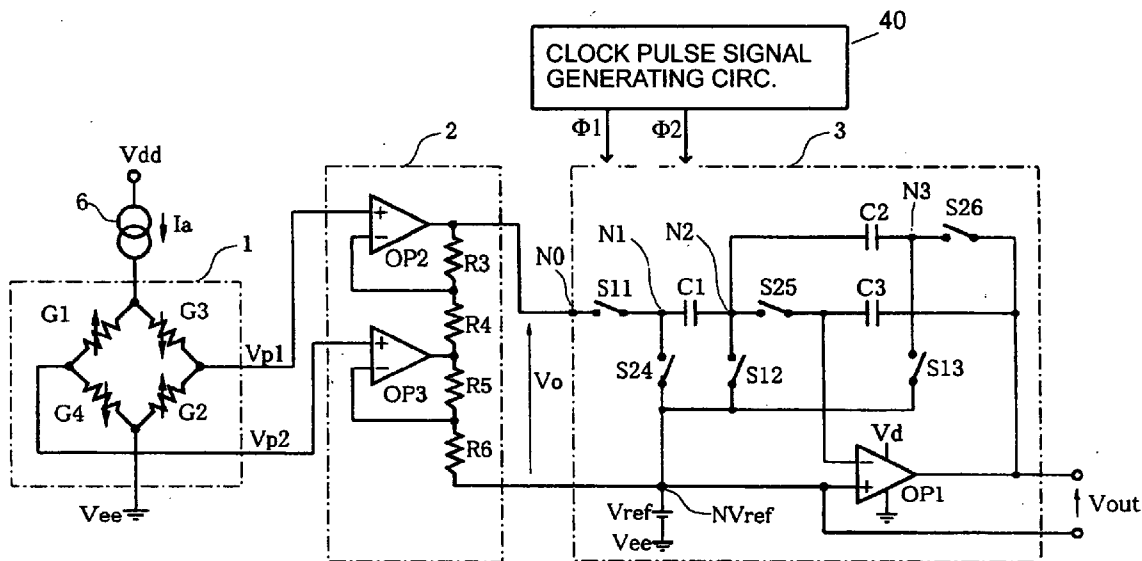 40
CLOCK PULSE SIGNAL
GENERATING CIRC.
Φ1
Φ2
2
3
Vdd
6
Ia
1
N3
C2
S26
OP2
R3
N0
N1
N2
S11
C1
S25
C3
G1
G3
Vp1
R4
OP3
Vo
S24
S12
S13
G4
G2
R5
Vp2
R6
Vd
OP1
Vee
Vref
NVref
Vout
Vee